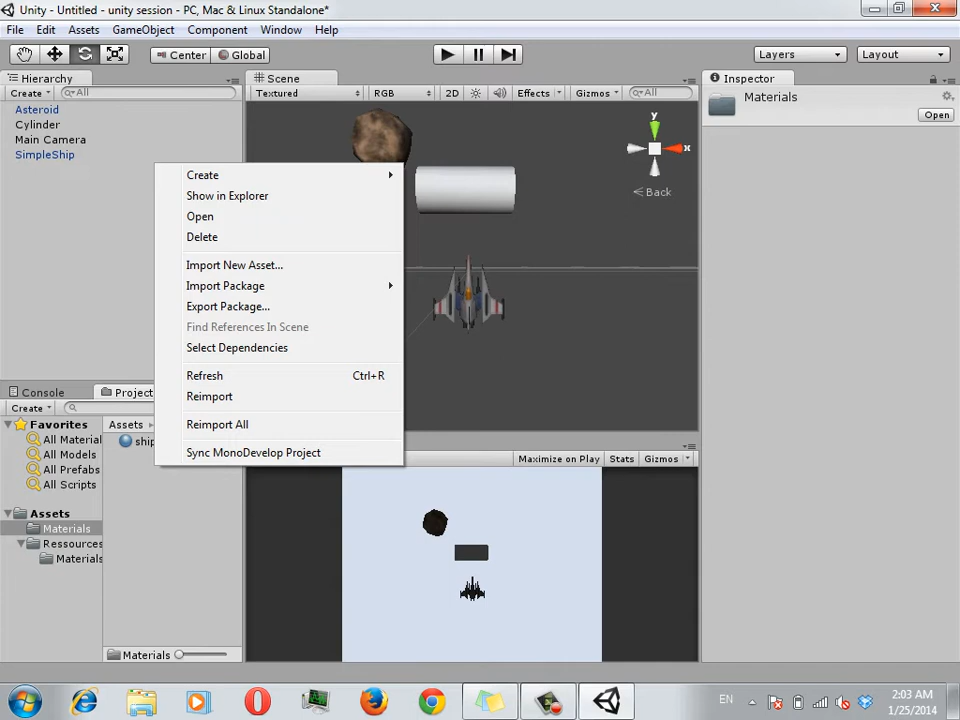 Unity - Untitled - unity session - PC, Mac & Linux Standalone*
File Edit Assets GameObject Component Window Help
Center Global Layers Layout
Hierarchy
Create All
Asteroid
Cylinder
Main Camera
SimpleShip
Scene
Textured RGB 2D Effects Gizmos All
y
x
Back
Inspector
Materials
Open
Create
Show in Explorer
Open
Delete
Import New Asset...
Import Package
Export Package...
Find References In Scene
Select Dependencies
Refresh Ctrl+R
Reimport
Reimport All
Sync MonoDevelop Project
Console Project
Create
Favorites
All Material
All Models
All Prefabs
All Scripts
Assets
Materials
Ressources
Materials
Assets
ship
Materials
Maximize on Play Stats Gizmos
EN
2:03 AM
1/25/2014